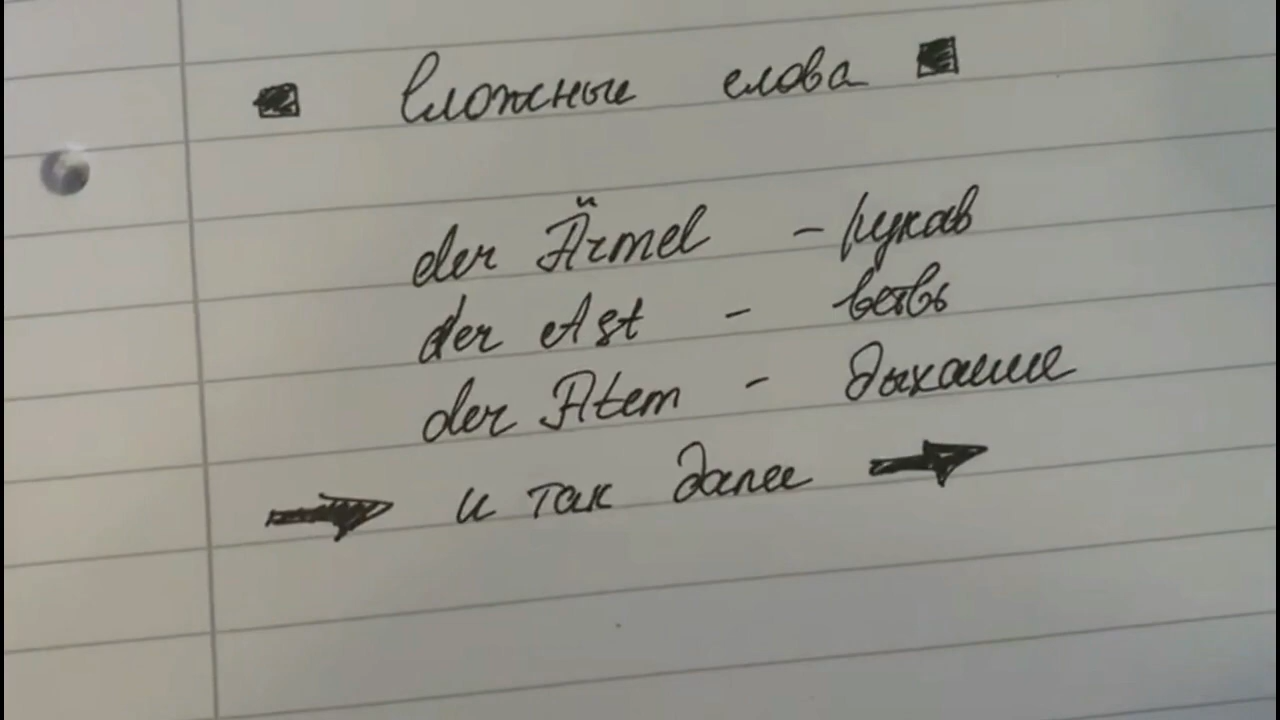 Сложные слова
der Ärmel - рукав
der Ast - ветвь
der Atem - дыхание
и так далее